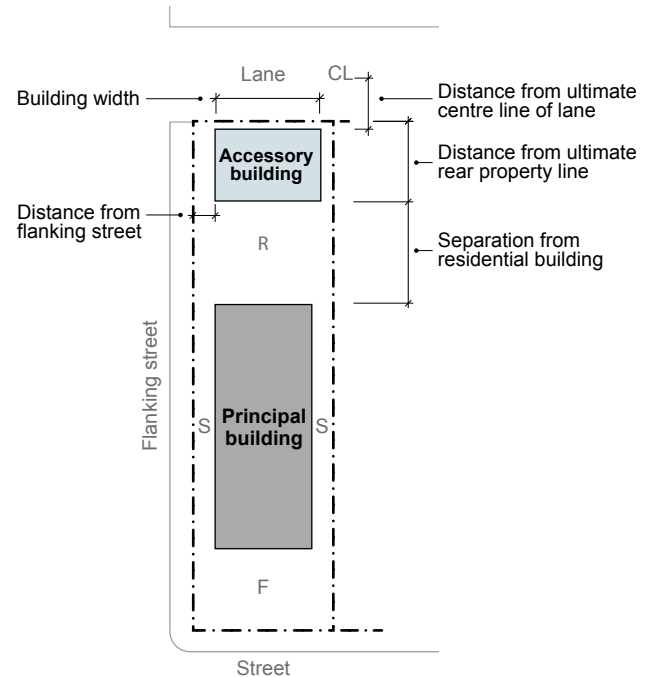 Lane
CL
Building width
Distance from ultimate
centre line of lane
Accessory
building
Distance from ultimate
rear property line
Distance from
flanking street
R
Separation from
residential building
Flanking street
S
Principal
building
S
F
Street